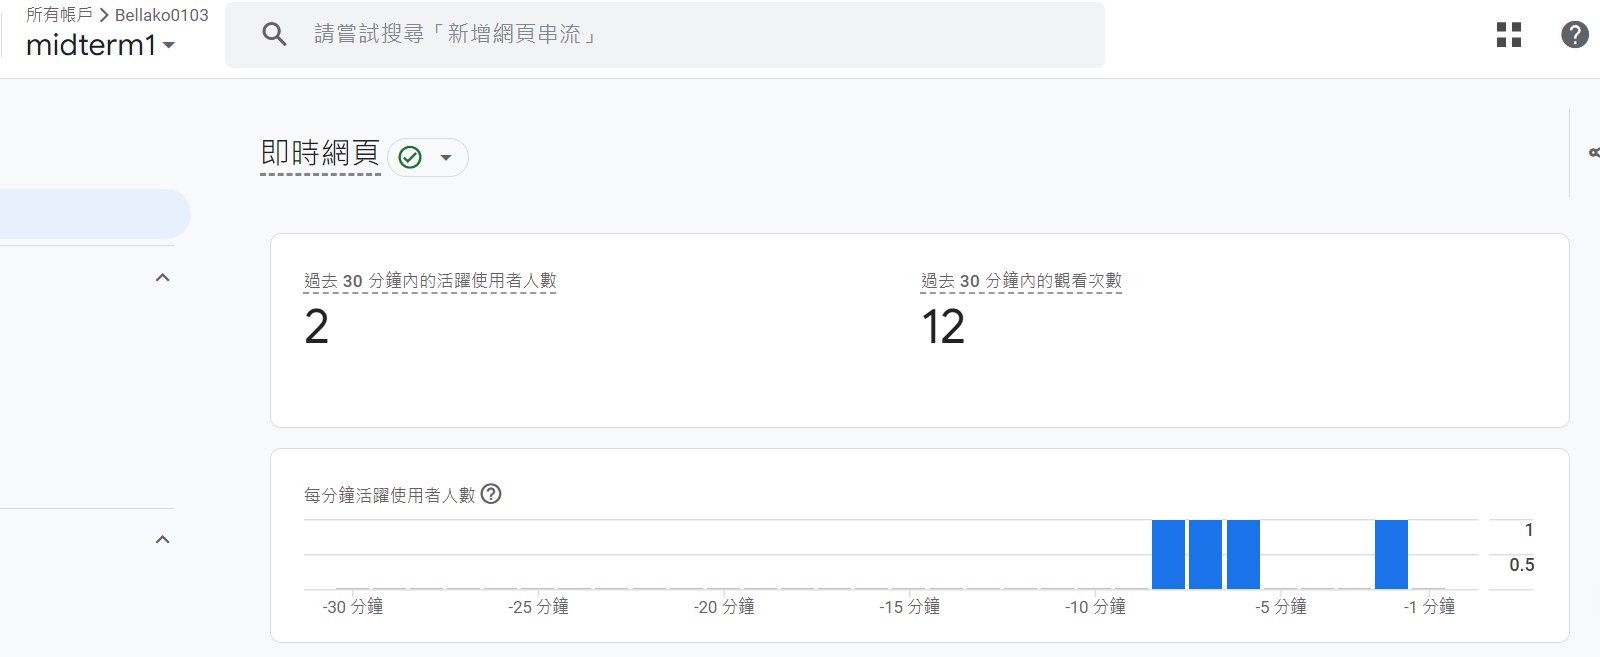 所有帳戶 > Bellako0103
midterm1
請嘗試搜尋「新增網頁串流」
即時網頁
過去 30 分鐘內的活躍使用者人數
2
過去 30 分鐘內的觀看次數
12
每分鐘活躍使用者人數
1
0.5
-30 分鐘 -25 分鐘 -20 分鐘 -15 分鐘 -10 分鐘 -5 分鐘 -1 分鐘